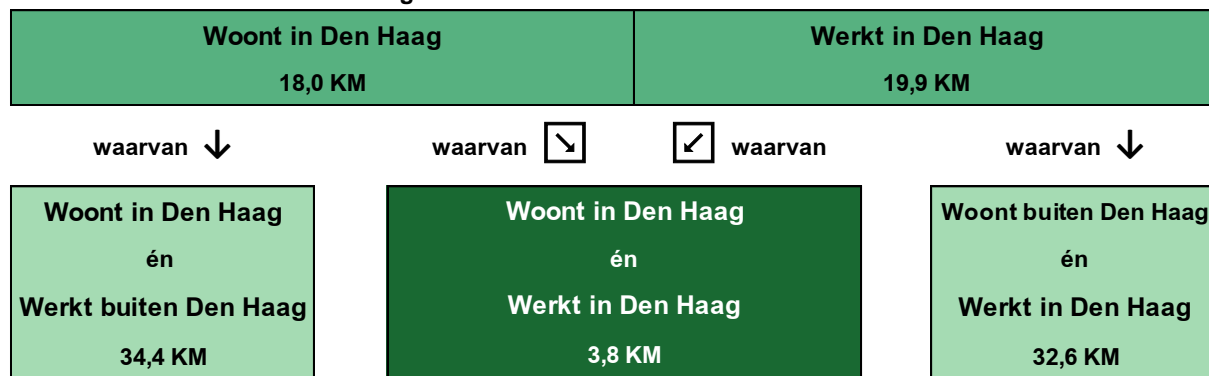 Woont in Den Haag
18,0 KM
Werkt in Den Haag
19,9 KM
waarvan ↓
waarvan ↘
↙ waarvan
waarvan ↓
Woont in Den Haag
én
Werkt buiten Den Haag
34,4 KM
Woont in Den Haag
én
Werkt in Den Haag
3,8 KM
Woont buiten Den Haag
én
Werkt in Den Haag
32,6 KM